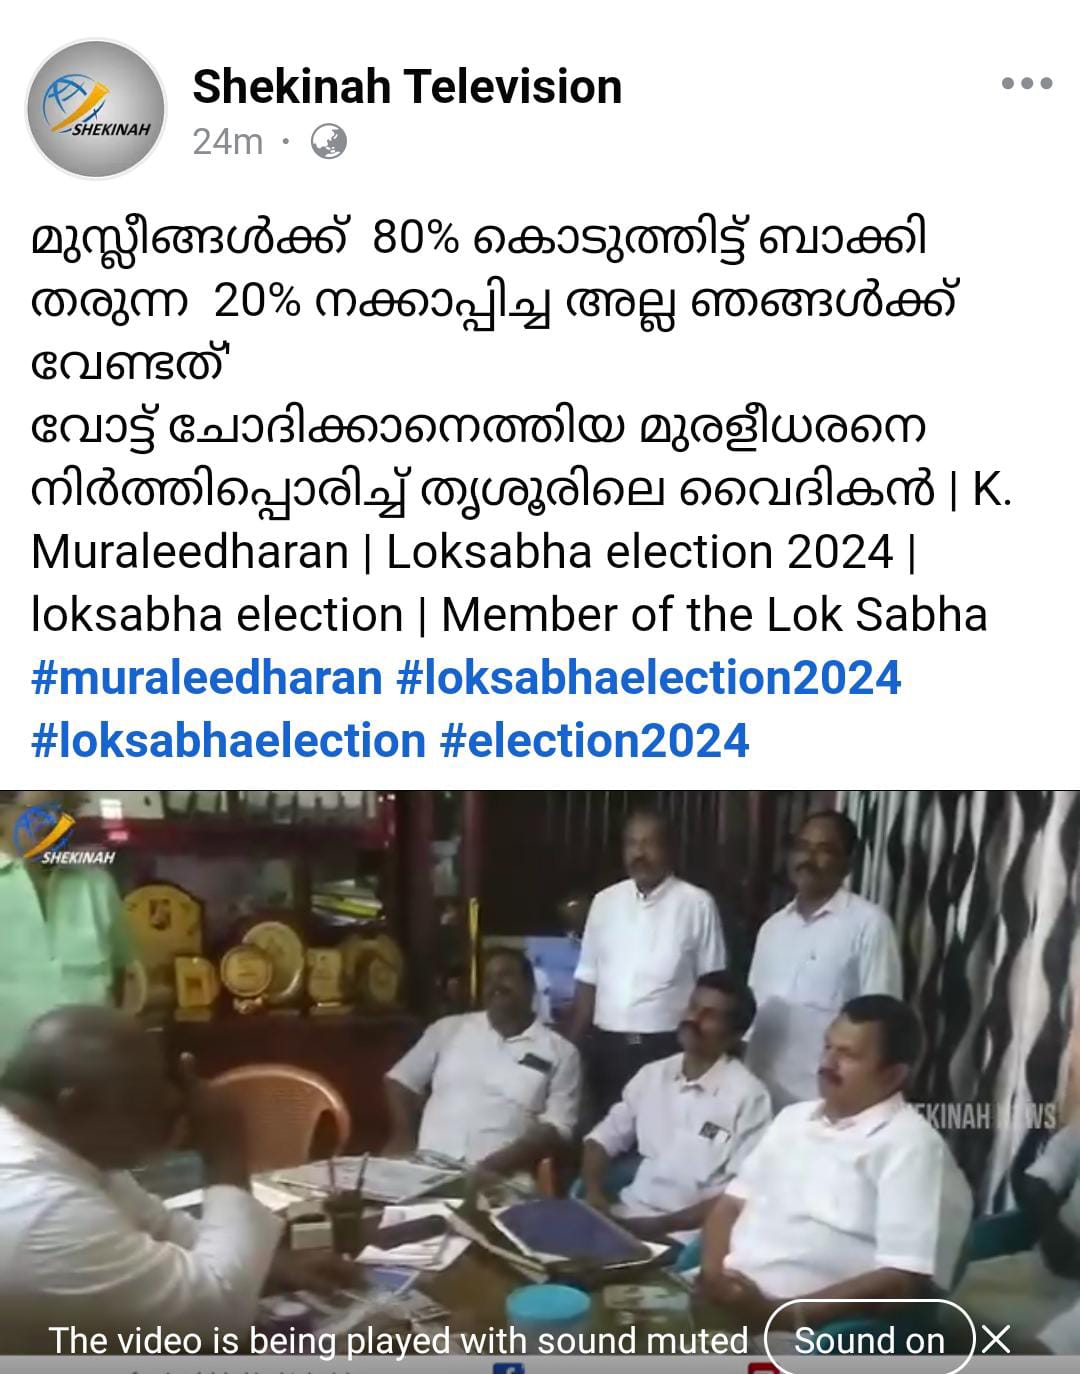 SHEKINAH
Shekinah Television
24m ·
മുസ്ലീങ്ങൾക്ക് 80% കൊടുത്തിട്ട് ബാക്കി
തരുന്ന 20% നക്കാപ്പിച്ച അല്ല ഞങ്ങൾക്ക്
വേണ്ടത്'
വോട്ട് ചോദിക്കാനെത്തിയ മുരളീധരനെ
നിർത്തിപ്പൊരിച്ച് തൃശൂരിലെ വൈദികൻ | K.
Muraleedharan | Loksabha election 2024 |
loksabha election | Member of the Lok Sabha
#muraleedharan #loksabhaelection2024
#loksabhaelection #election2024
SHEKINAH
SHEKINAH NEWS
The video is being played with sound muted
Sound on